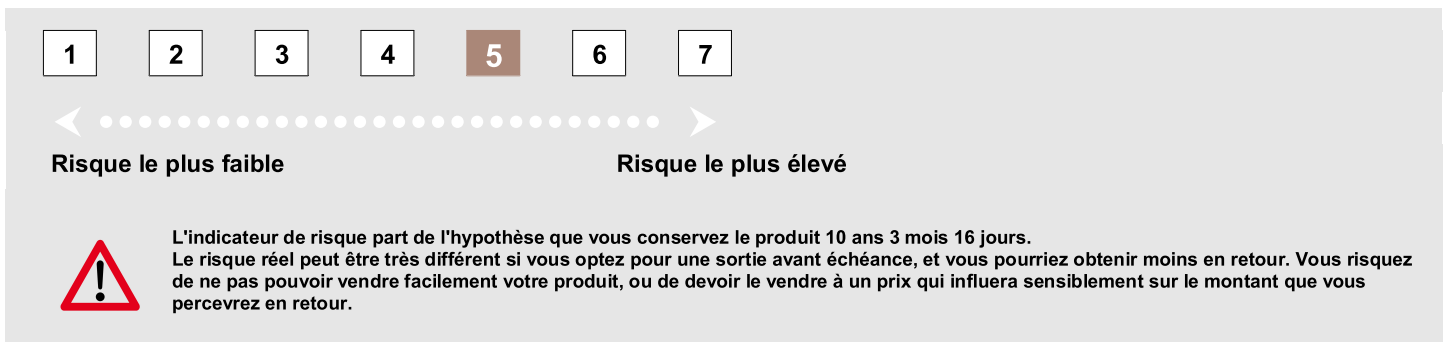 1 2 3 4 5 6 7
Risque le plus faible Risque le plus élevé
L'indicateur de risque part de l'hypothèse que vous conservez le produit 10 ans 3 mois 16 jours.
Le risque réel peut être très différent si vous optez pour une sortie avant échéance, et vous pourriez obtenir moins en retour. Vous risquez
de ne pas pouvoir vendre facilement votre produit, ou de devoir le vendre à un prix qui influera sensiblement sur le montant que vous
percevrez en retour.